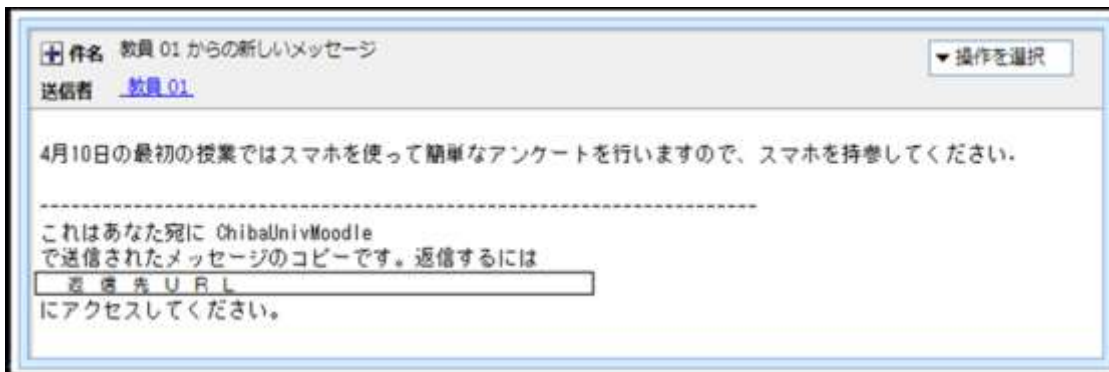 件名 教員 01 からの新しいメッセージ
▼操作を選択
送信者 教員 01
4月10日の最初の授業ではスマホを使って簡単なアンケートを行いますので、スマホを持参してください.
----------------------------------------------------------------------
これはあなた宛に ChibaUnivMoodle
で送信されたメッセージのコピーです。返信するには
返 信 先 U R L
にアクセスしてください。